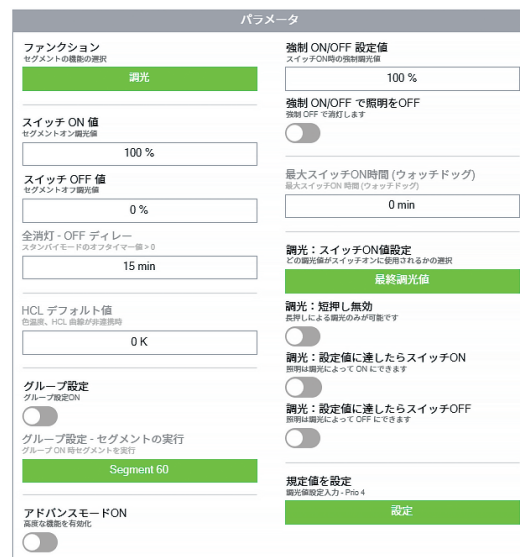 パラメータ
ファンクション
セグメントの機能の選択
調光
スイッチ ON 値
セグメントオン調光値
100 %
スイッチ OFF 値
セグメントオフ調光値
0 %
全消灯 - OFF ディレー
スタンバイモードのオフタイマー値 > 0
15 min
HCL デフォルト値
色温度、HCL 曲線が非連携時
0 K
グループ設定
グループ設定ON
グループ設定 - セグメントの実行
グループ ON 時セグメントを実行
Segment 60
アドバンスモードON
高度な機能を有効化
強制 ON/OFF 設定値
スイッチON時の強制調光値
100 %
強制 ON/OFF で照明をOFF
強制 OFF で消灯します
最大スイッチON時間 (ウォッチドッグ)
最大スイッチON 時間 (ウォッチドッグ)
0 min
調光：スイッチON値設定
どの調光値がスイッチオンに使用されるかの選択
最終調光値
調光：短押し無効
長押しによる調光のみが可能です
調光：設定値に達したらスイッチON
照明は調光によって ON にできます
調光：設定値に達したらスイッチOFF
照明は調光によって OFF にできます
規定値を設定
調光値設定入力 - Prio 4
設定